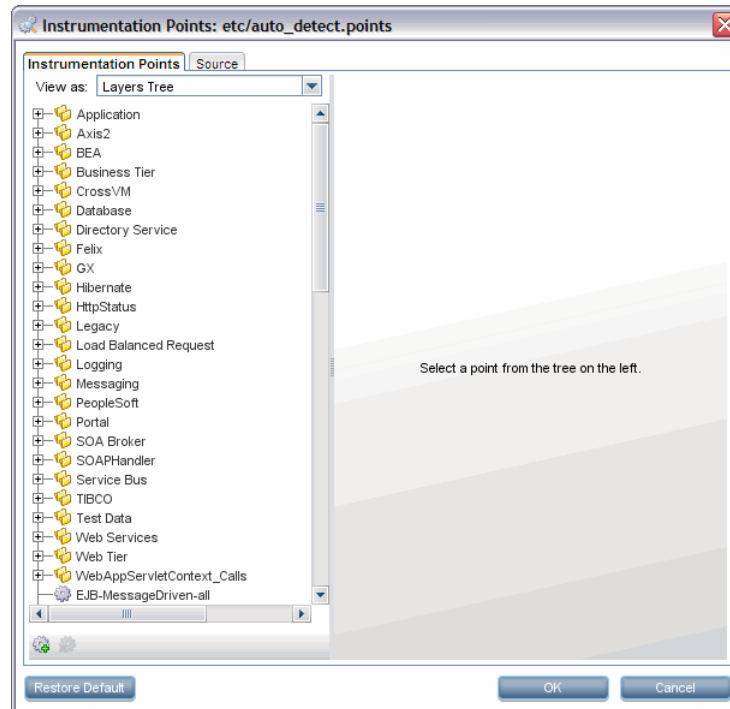 Instrumentation Points: etc/auto_detect.points
Instrumentation Points Source
View as: Layers Tree
Application
Axis2
BEA
Business Tier
CrossVM
Database
Directory Service
Felix
GX
Hibernate
HttpStatus
Legacy
Load Balanced Request
Logging
Messaging
PeopleSoft
Portal
SOA Broker
SOAPHandler
Service Bus
TIBCO
Test Data
Web Services
Web Tier
WebAppServletContext_Calls
EJB-MessageDriven-all
Select a point from the tree on the left.
Restore Default OK Cancel